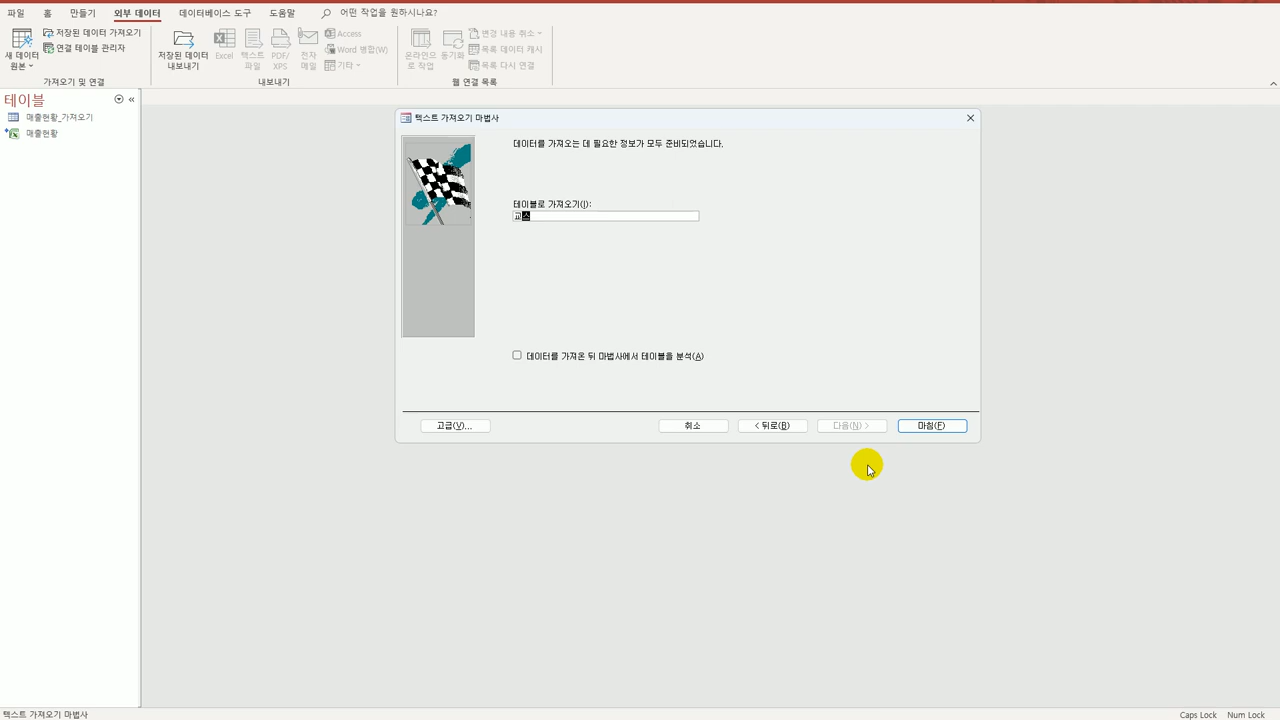 파일 홈 만들기 외부 데이터 데이터베이스 도구 도움말 어떤 작업을 원하시나요?
새 데이터 원본
저장된 데이터 가져오기
연결 테이블 관리자
가져오기 및 연결
저장된 데이터 내보내기
Excel
텍스트 파일
PDF/ XPS
전자 메일
Access
Word 병합(W)
기타
내보내기
온라인으로 작업
동기화
변경 내용 취소
목록 데이터 캐시
목록 다시 연결
웹 연결 목록
테이블
매출현황_가져오기
매출현황
텍스트 가져오기 마법사
데이터를 가져오는 데 필요한 정보가 모두 준비되었습니다.
테이블로 가져오기(I):
데이터를 가져온 뒤 마법사에서 테이블을 분석(A)
고급(V)...
취소
< 뒤로(B)
다음(N) >
마침(F)
텍스트 가져오기 마법사
Caps Lock Num Lock